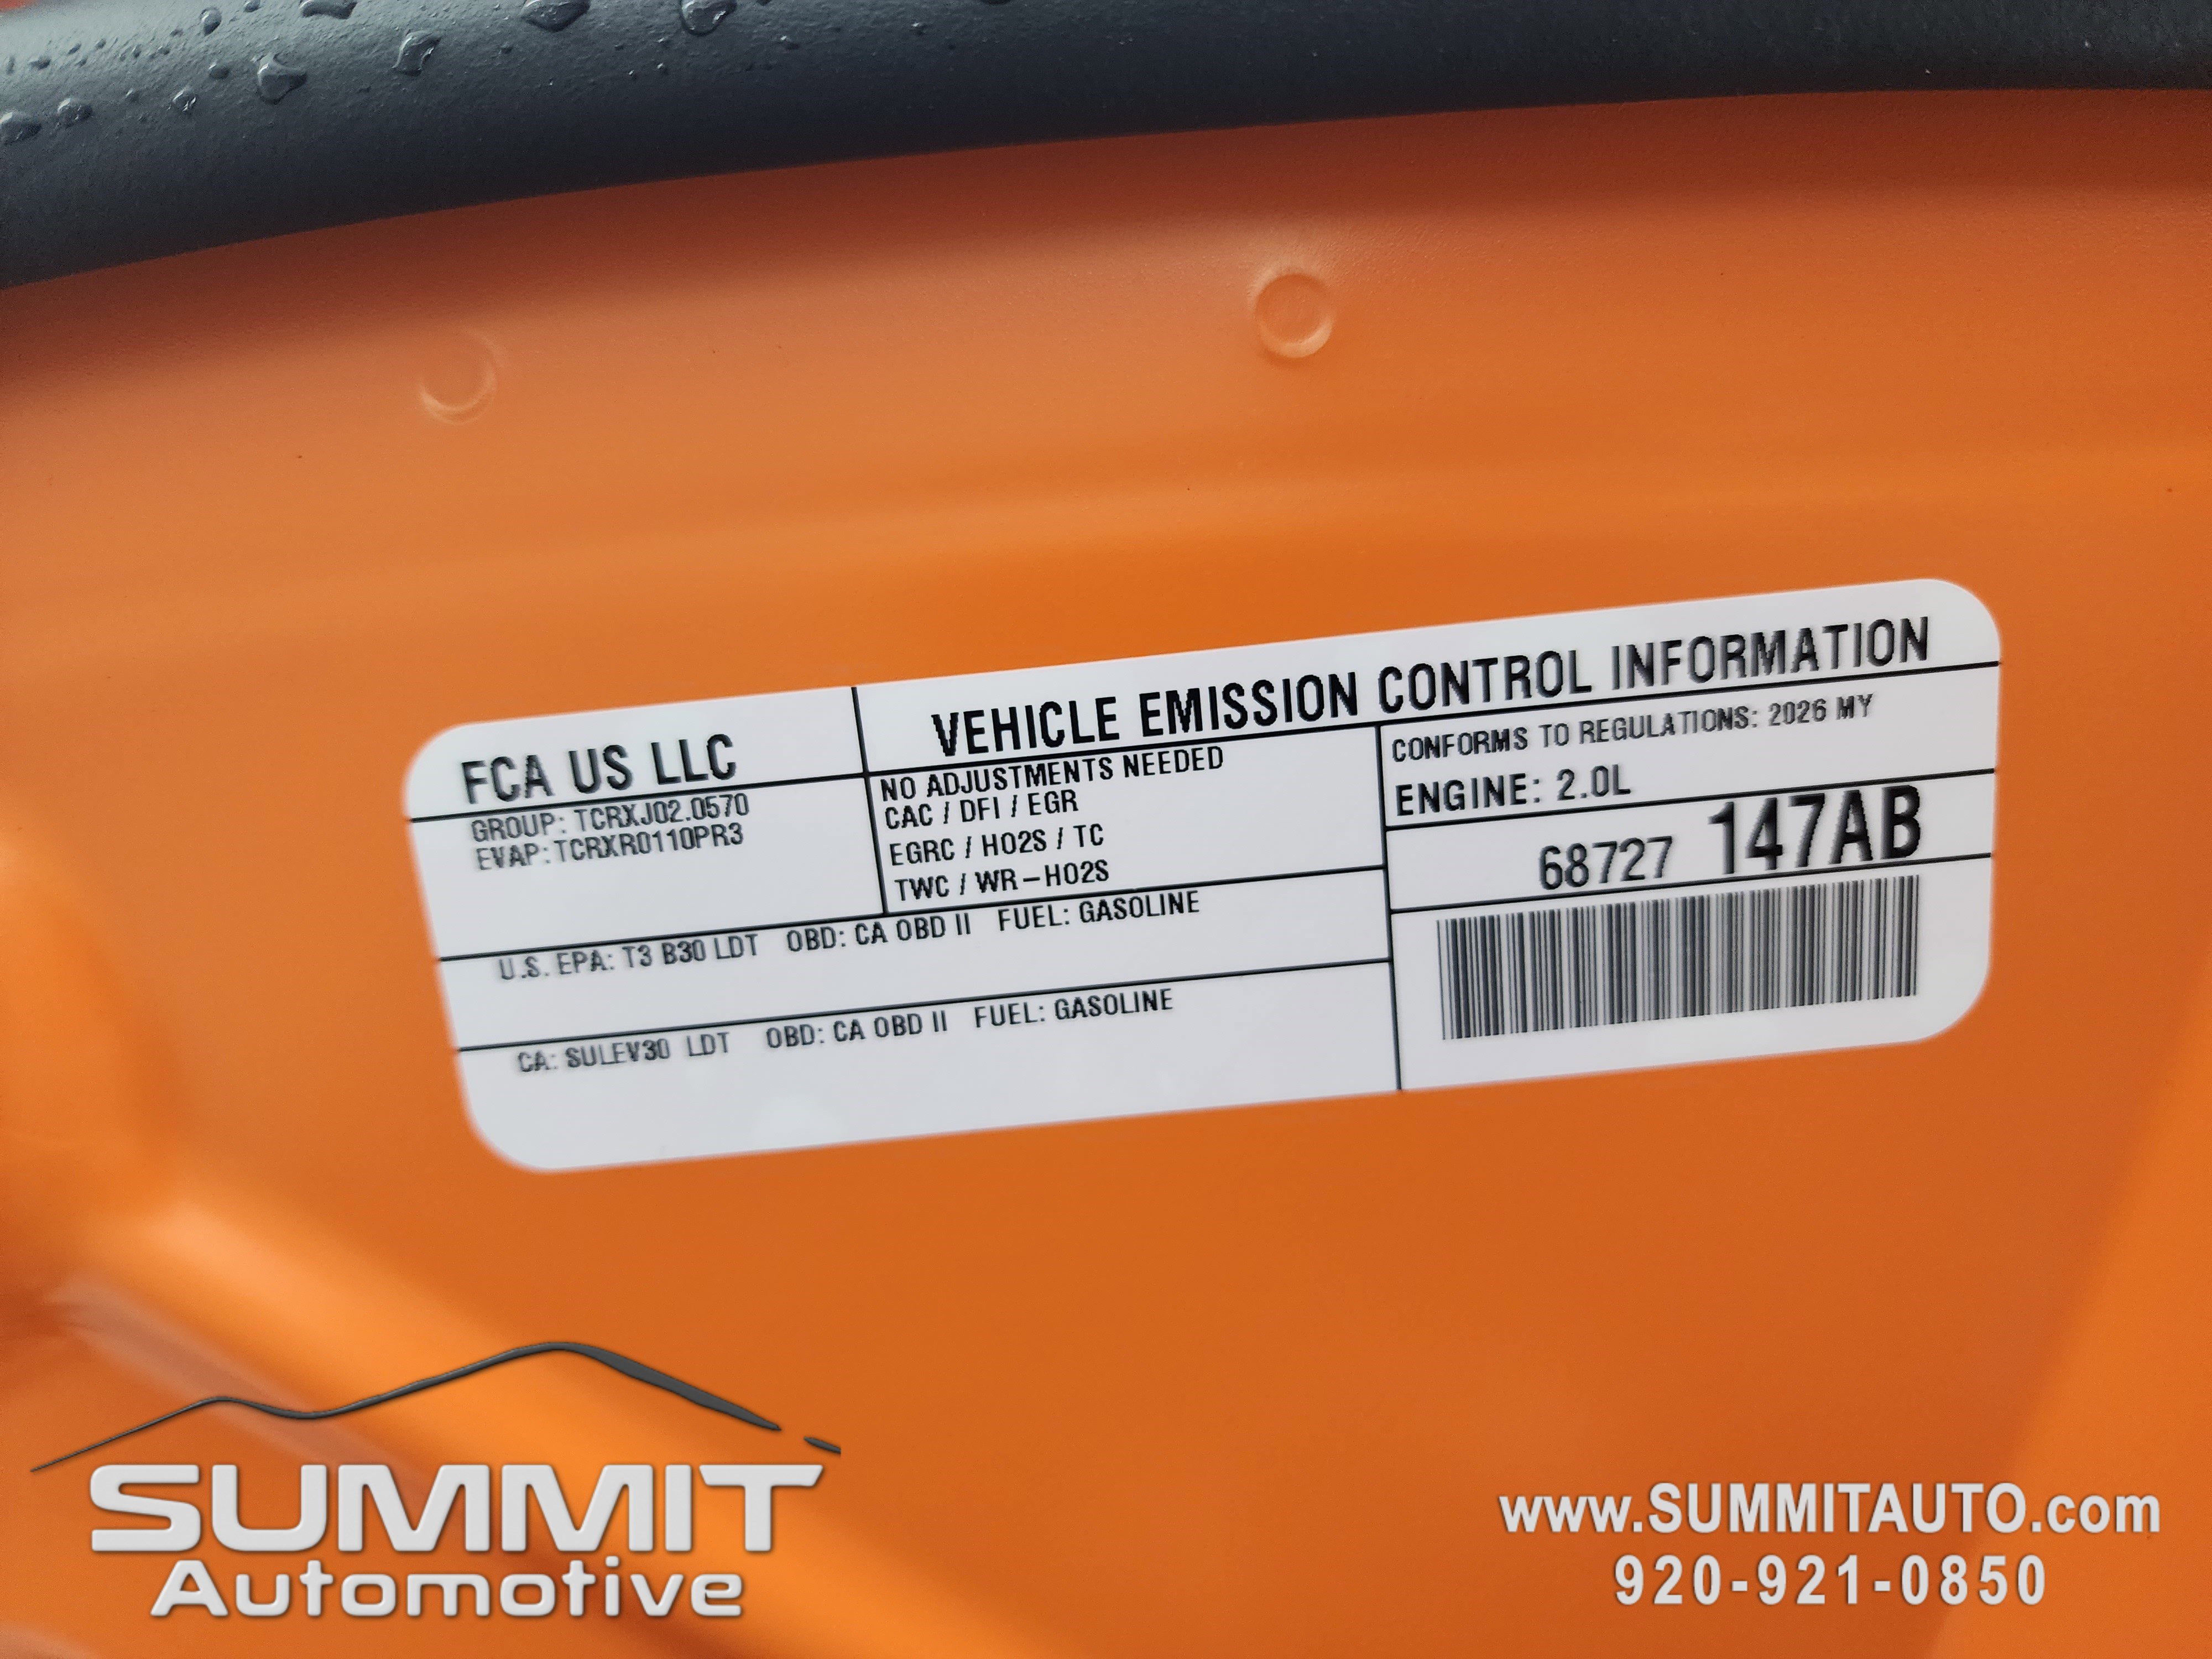 FCA US LLC
GROUP: TCRXJ02.0570
EVAP: TCRXR0110PR3
VEHICLE EMISSION CONTROL INFORMATION
NO ADJUSTMENTS NEEDED
CAC / DFI / EGR
EGRC / HO2S / TC
TWC / WR-HO2S
CONFORMS TO REGULATIONS: 2026 MY
ENGINE: 2.0L
68727 147AB
U.S. EPA: T3 B30 LDT OBD: CA OBD II FUEL: GASOLINE
CA: SULEV30 LDT OBD: CA OBD II FUEL: GASOLINE
SUMMIT
Automotive
www.SUMMITAUTO.com
920-921-0850